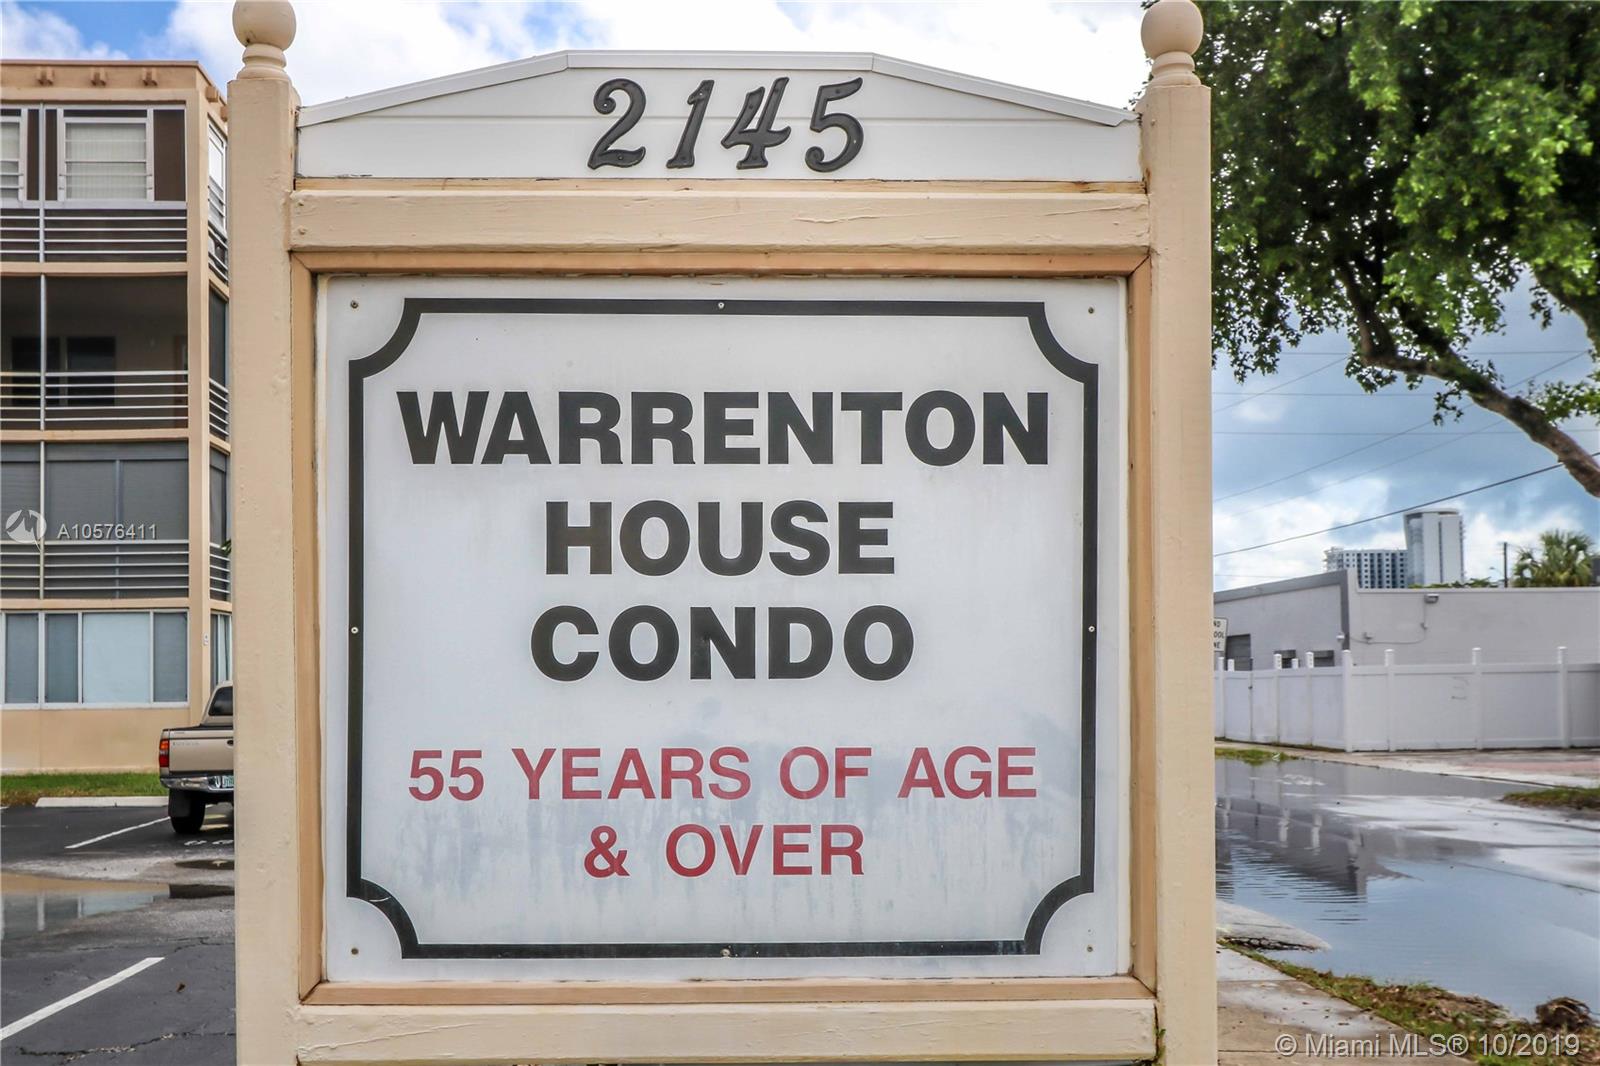 2145
WARRENTON
HOUSE
CONDO
55 YEARS OF AGE
& OVER
A10576411
© Miami MLS® 10/2019